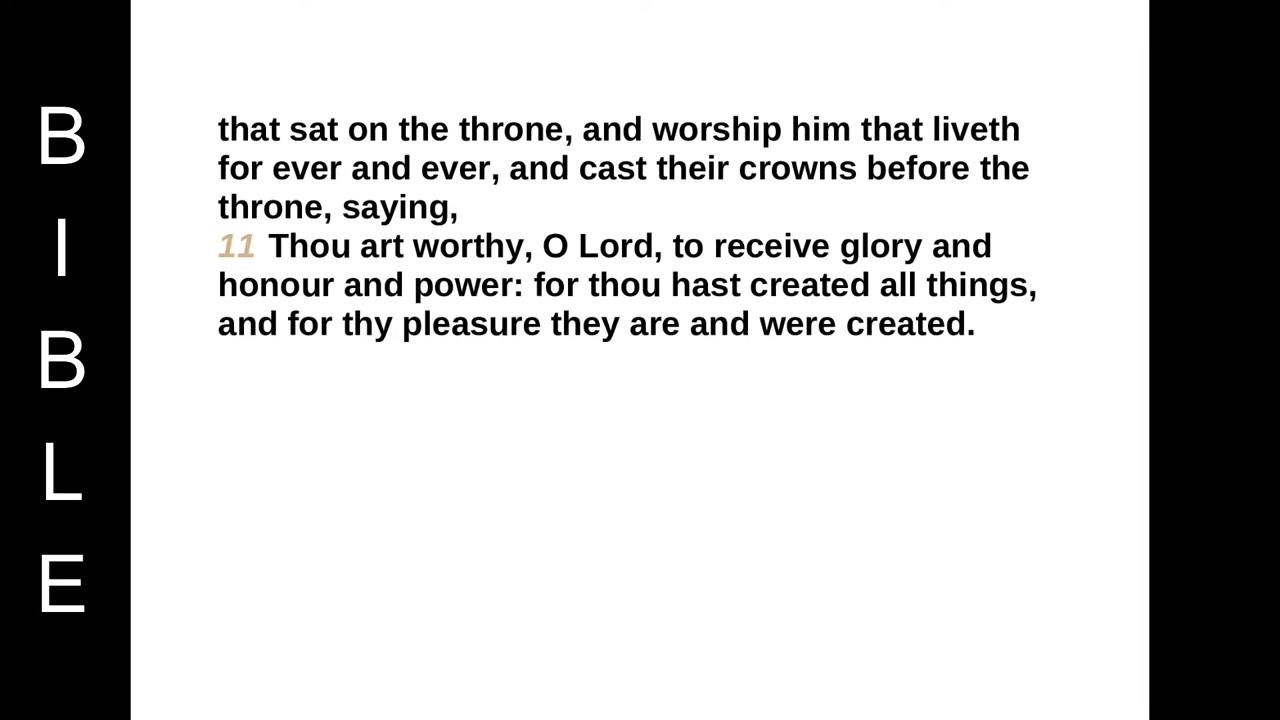 BIBLE
that sat on the throne, and worship him that liveth
for ever and ever, and cast their crowns before the
throne, saying,
11 Thou art worthy, O Lord, to receive glory and
honour and power: for thou hast created all things,
and for thy pleasure they are and were created.